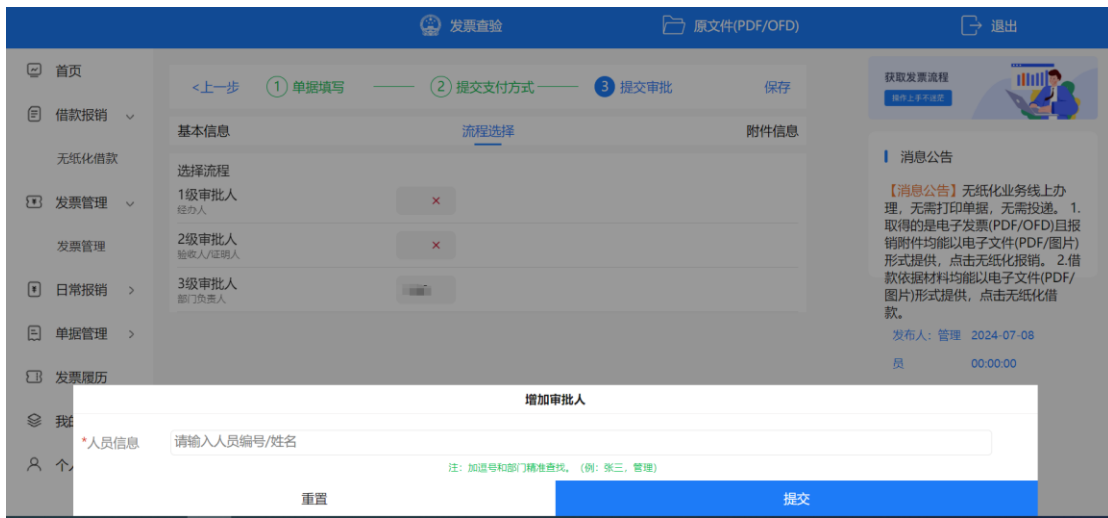 发票查验
原文件(PDF/OFD)
退出
首页
借款报销
无纸化借款
发票管理
发票管理
日常报销
单据管理
发票履历
<上一步
1 单据填写
2 提交支付方式
3 提交审批
保存
基本信息
流程选择
附件信息
选择流程
1级审批人
经办人
×
2级审批人
验收人/证明人
×
3级审批人
部门负责人
获取发票流程
操作上手不迷茫
消息公告
【消息公告】无纸化业务线上办
理，无需打印单据，无需投递。 1.
取得的是电子发票(PDF/OFD)且报
销附件均能以电子文件(PDF/图片)
形式提供，点击无纸化报销。 2.借
款依据材料均能以电子文件(PDF/
图片)形式提供，点击无纸化借
款。
发布人：管理
员
2024-07-08
00:00:00
增加审批人
*人员信息
请输入人员编号/姓名
注：加逗号和部门精准查找。（例：张三，管理）
重置
提交